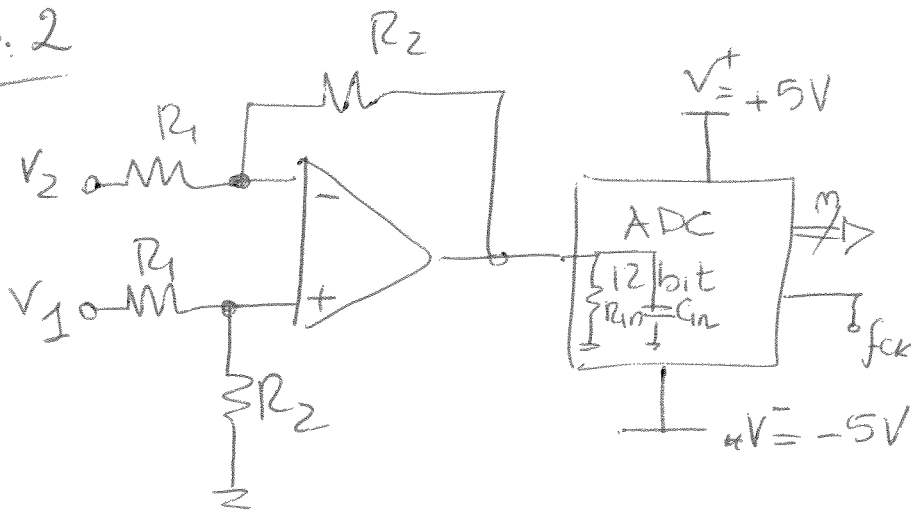 . 2
R2
R1
V2
−
R1
V1
+
R2
V+ = +5V
ADC
12 bit
Rin
Cin
n
fCK
V− = −5V